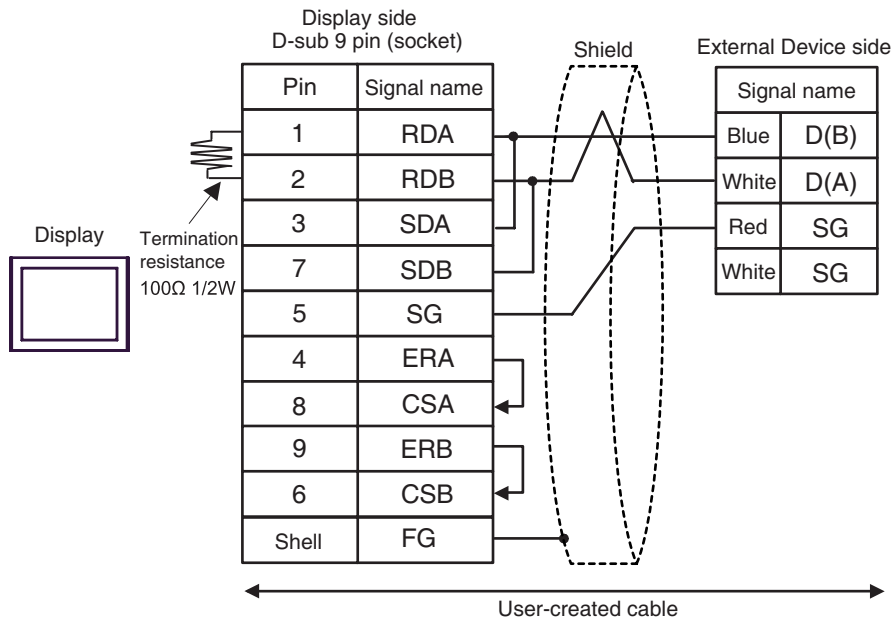 Display side
D-sub 9 pin (socket)
Shield
External Device side
Pin Signal name
Signal name
1 RDA
Blue D(B)
2 RDB
White D(A)
3 SDA
Red SG
7 SDB
White SG
5 SG
4 ERA
8 CSA
9 ERB
6 CSB
Shell FG
Display
Termination
resistance
100Ω 1/2W
User-created cable